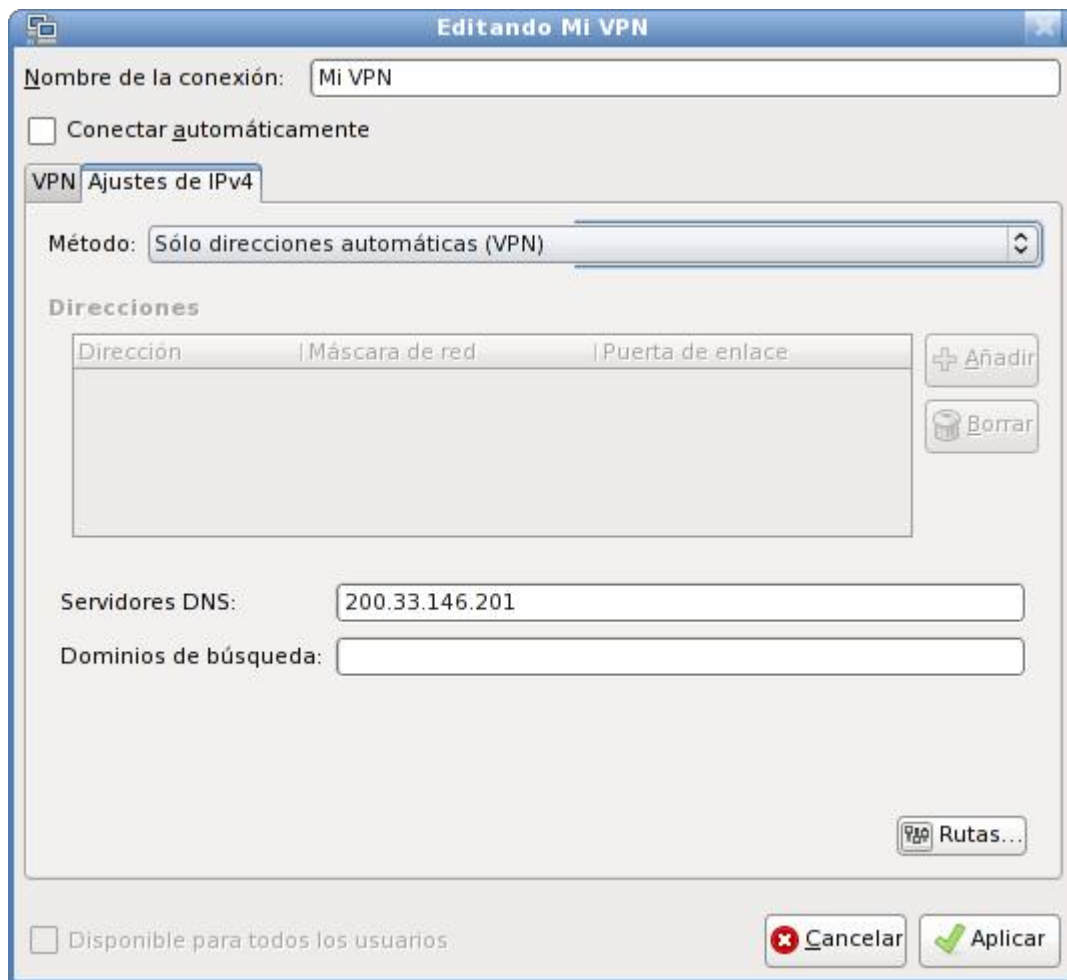 Editando Mi VPN
Nombre de la conexión: Mi VPN
Conectar automáticamente
VPN Ajustes de IPv4
Método: Sólo direcciones automáticas (VPN)
Direcciones
Dirección Máscara de red Puerta de enlace
Añadir
Borrar
Servidores DNS: 200.33.146.201
Dominios de búsqueda:
Rutas...
Disponible para todos los usuarios Cancelar Aplicar